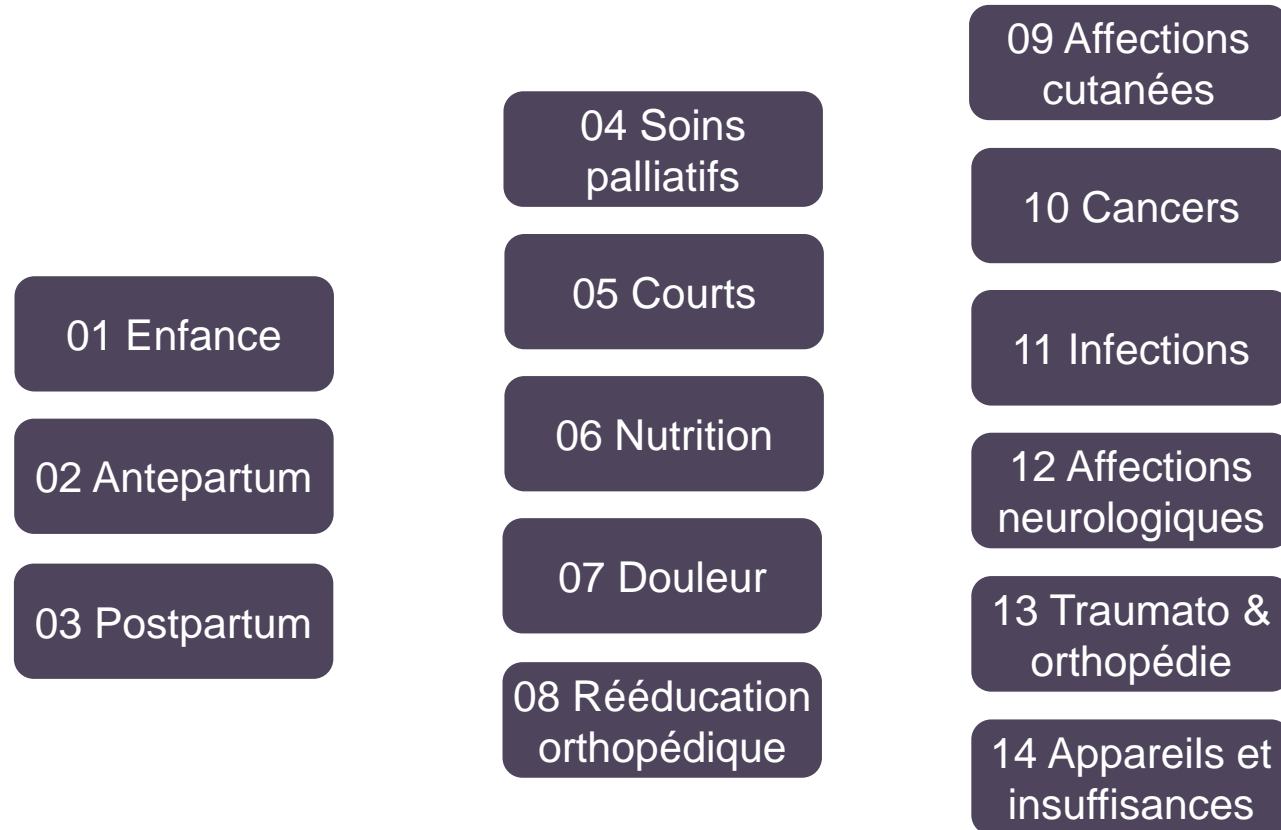 01 Enfance
02 Antepartum
03 Postpartum
04 Soins
palliatifs
05 Courts
06 Nutrition
07 Douleur
08 Rééducation
orthopédique
09 Affections
cutanées
10 Cancers
11 Infections
12 Affections
neurologiques
13 Traumato &
orthopédie
14 Appareils et
insuffisances